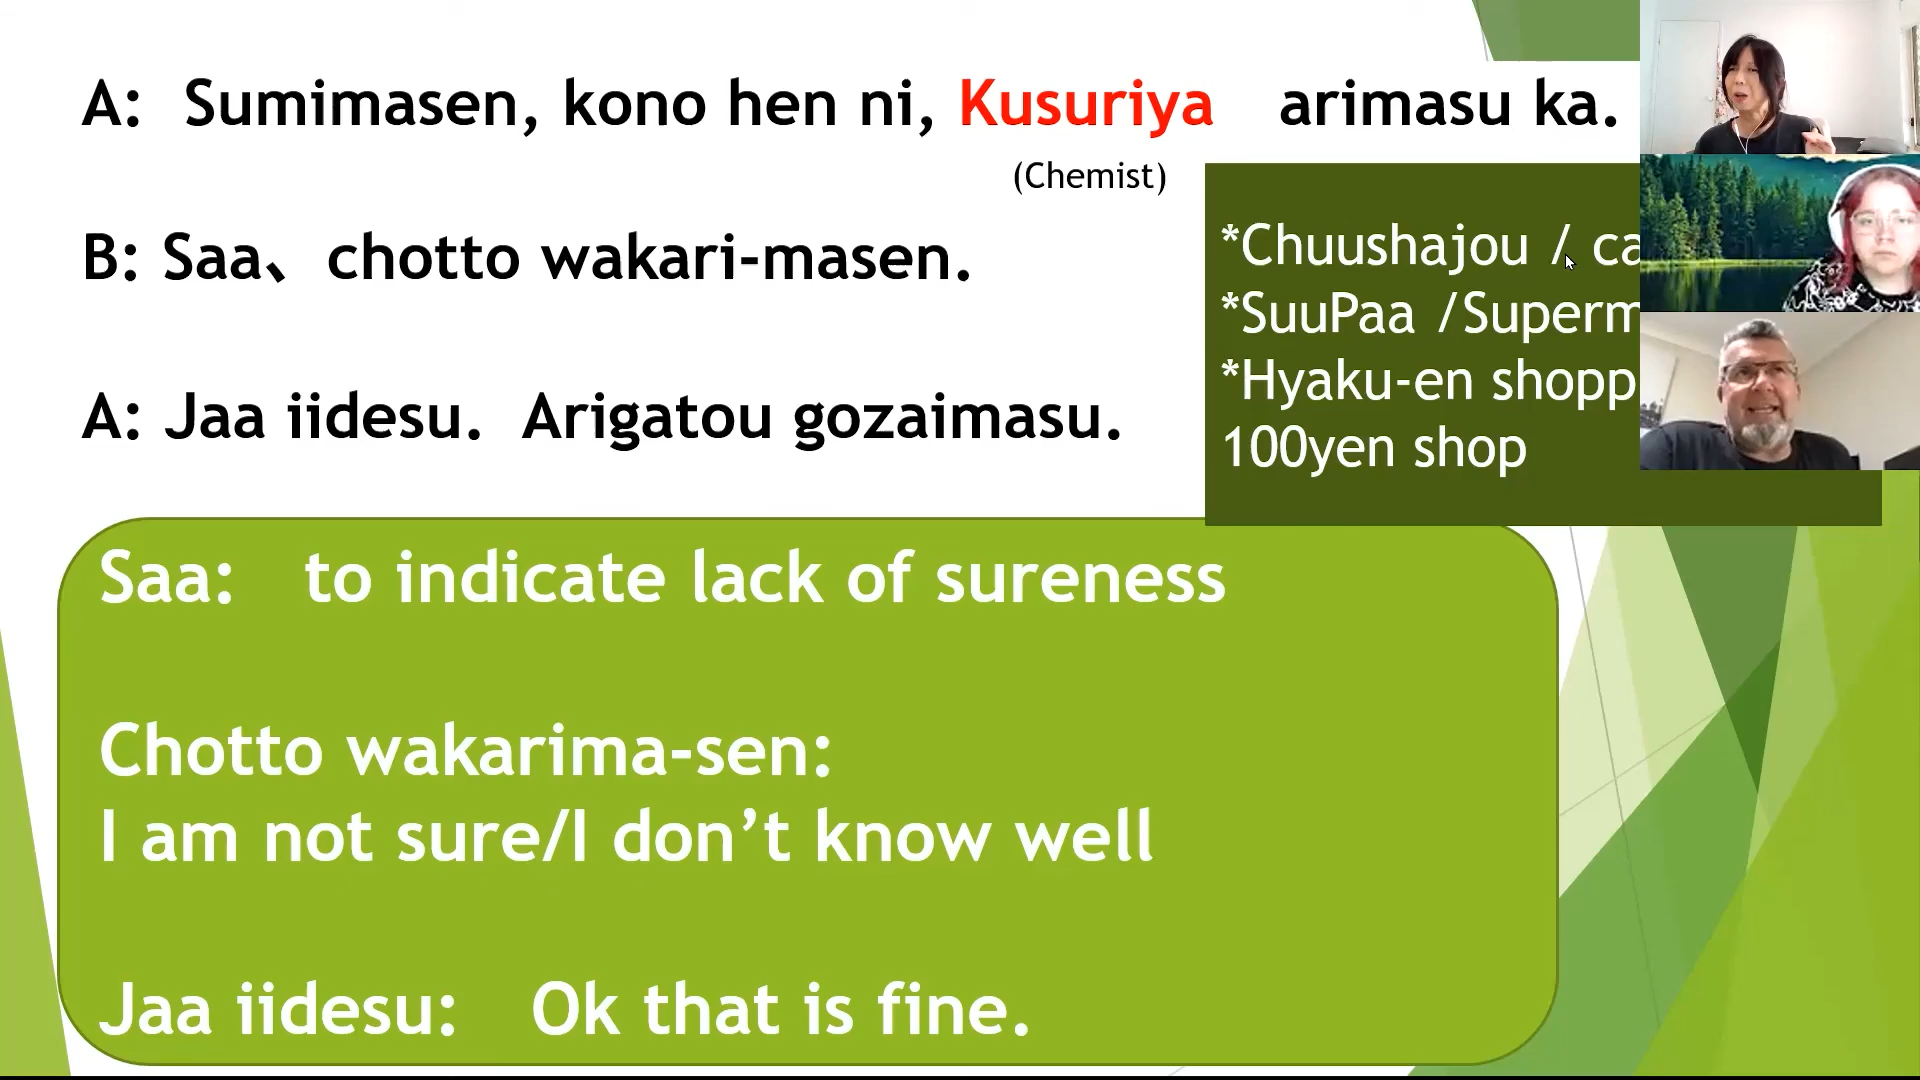 A: Sumimasen, kono hen ni, Kusuriya arimasu ka.
(Chemist)
B: Saa、chotto wakari-masen.
A: Jaa iidesu. Arigatou gozaimasu.
*Chuushajou /
*SuuPaa /
*Hyaku-en
100yen shop
Saa: to indicate lack of sureness
Chotto wakarima-sen:
I am not sure/I don’t know well
Jaa iidesu: Ok that is fine.